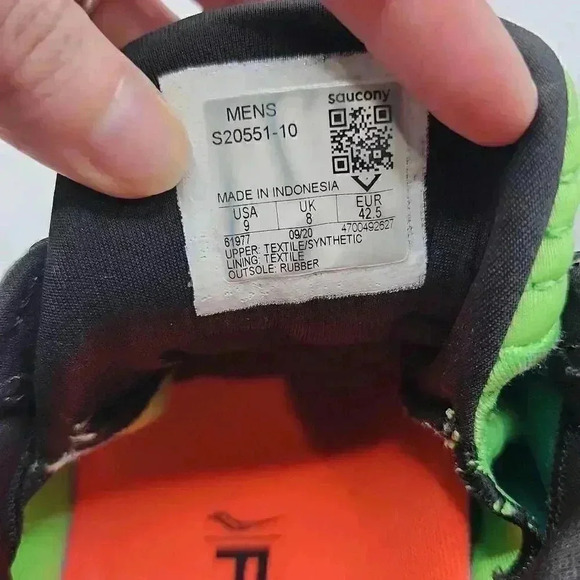 MENS
saucony
S20551-10
MADE IN INDONESIA
USA UK EUR
9 8 42.5
61977 09/20 4700492627
UPPER: TEXTILE/SYNTHETIC
LINING: TEXTILE
OUTSOLE: RUBBER
F